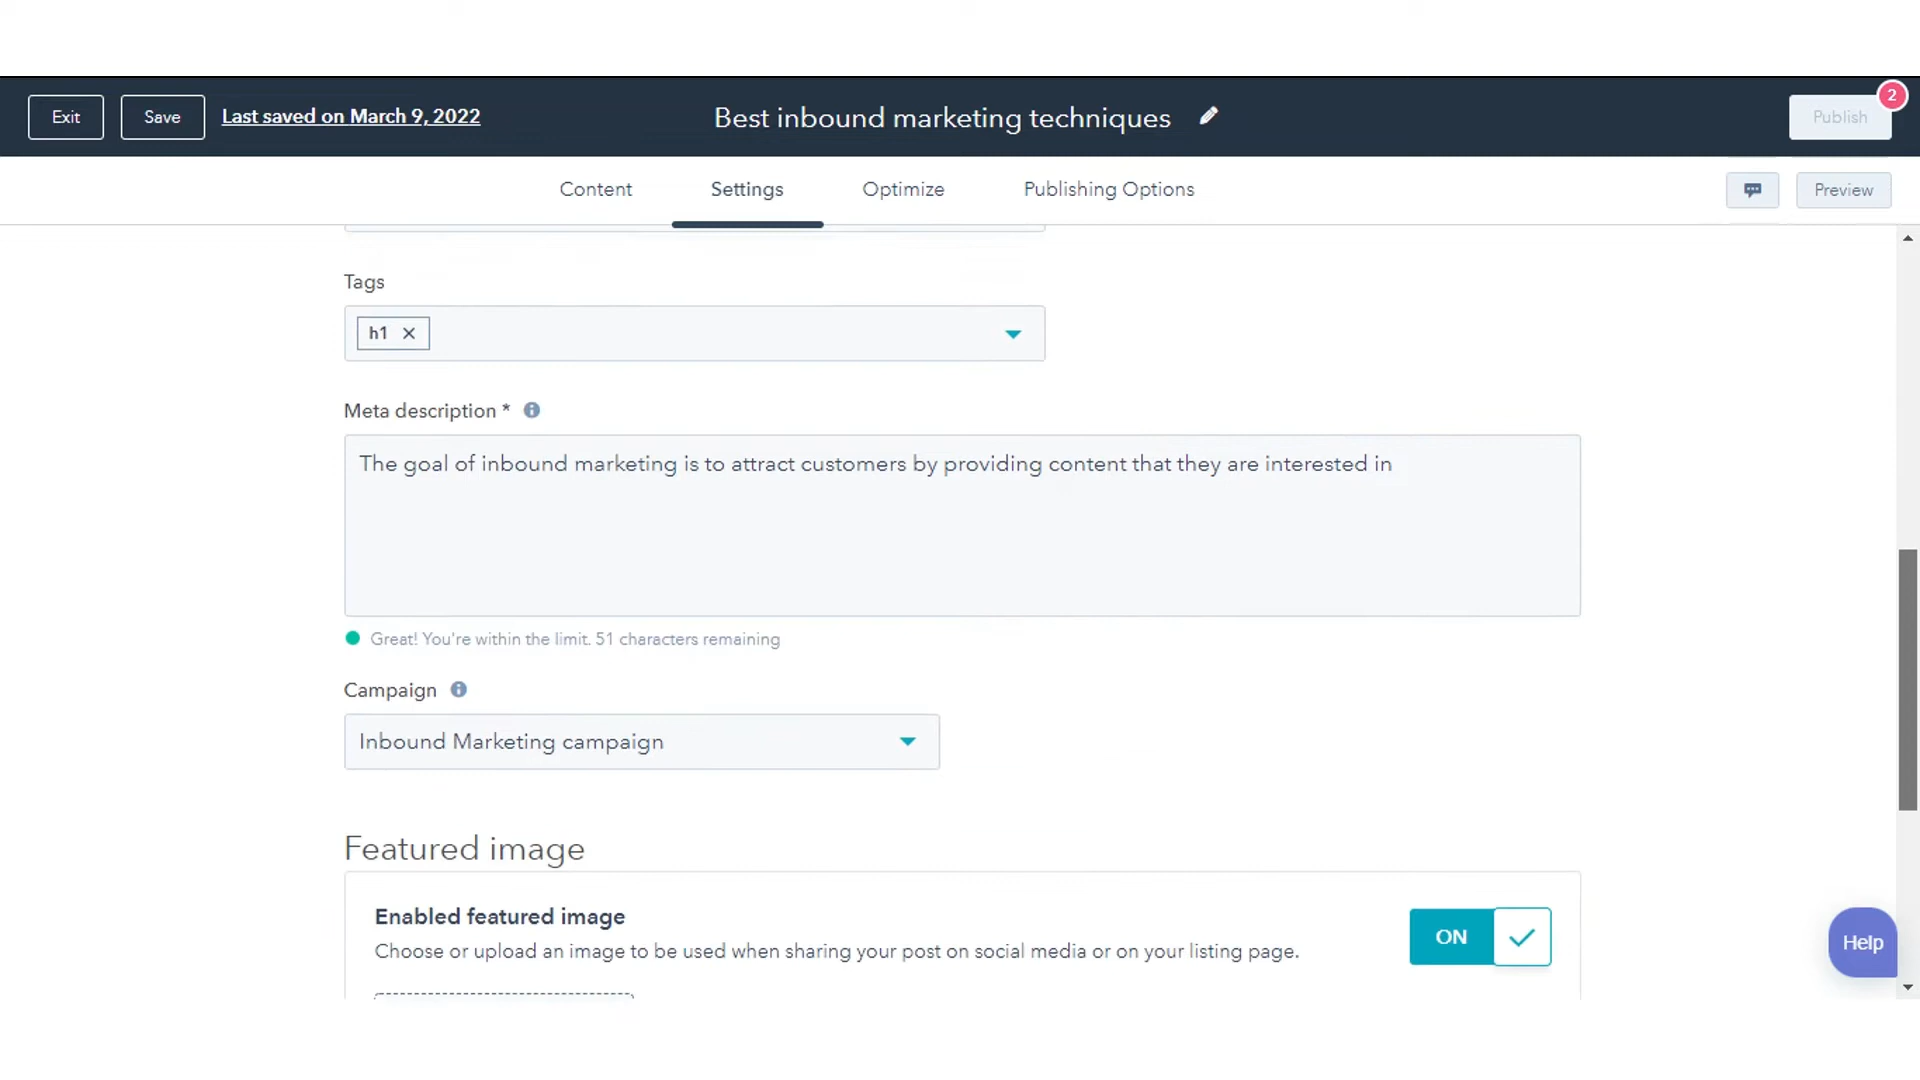 Exit
Save
Last saved on March 9, 2022
Best inbound marketing techniques
Publish
2
Content
Settings
Optimize
Publishing Options
Preview
Tags
h1
Meta description *
The goal of inbound marketing is to attract customers by providing content that they are interested in
Great! You're within the limit. 51 characters remaining
Campaign
Inbound Marketing campaign
Featured image
Enabled featured image
Choose or upload an image to be used when sharing your post on social media or on your listing page.
ON
Help